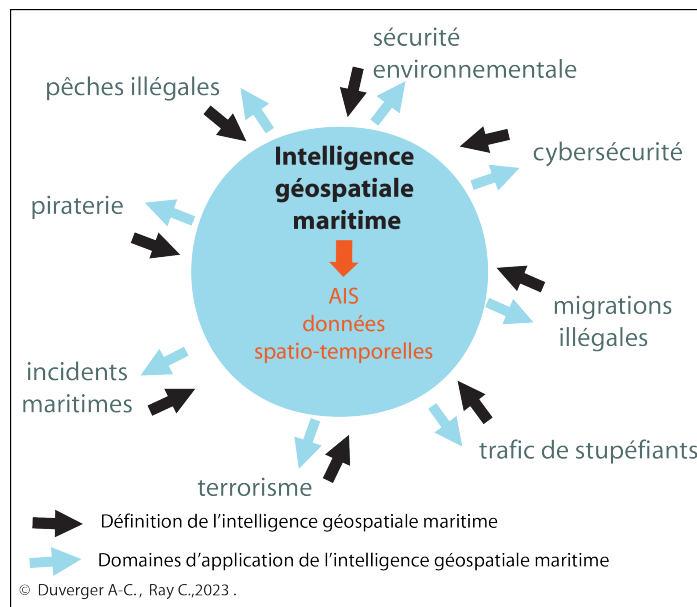 sécurité
environnementale
pêches illégales
cybersécurité
Intelligence
géospatiale
maritime
piraterie
AIS
données
spatio-temporelles
migrations
illégales
incidents
maritimes
trafic de stupéfiants
terrorisme
Définition de l'intelligence géospatiale maritime
Domaines d'application de l'intelligence géospatiale maritime
© Duverger A-C., Ray C.,2023 .